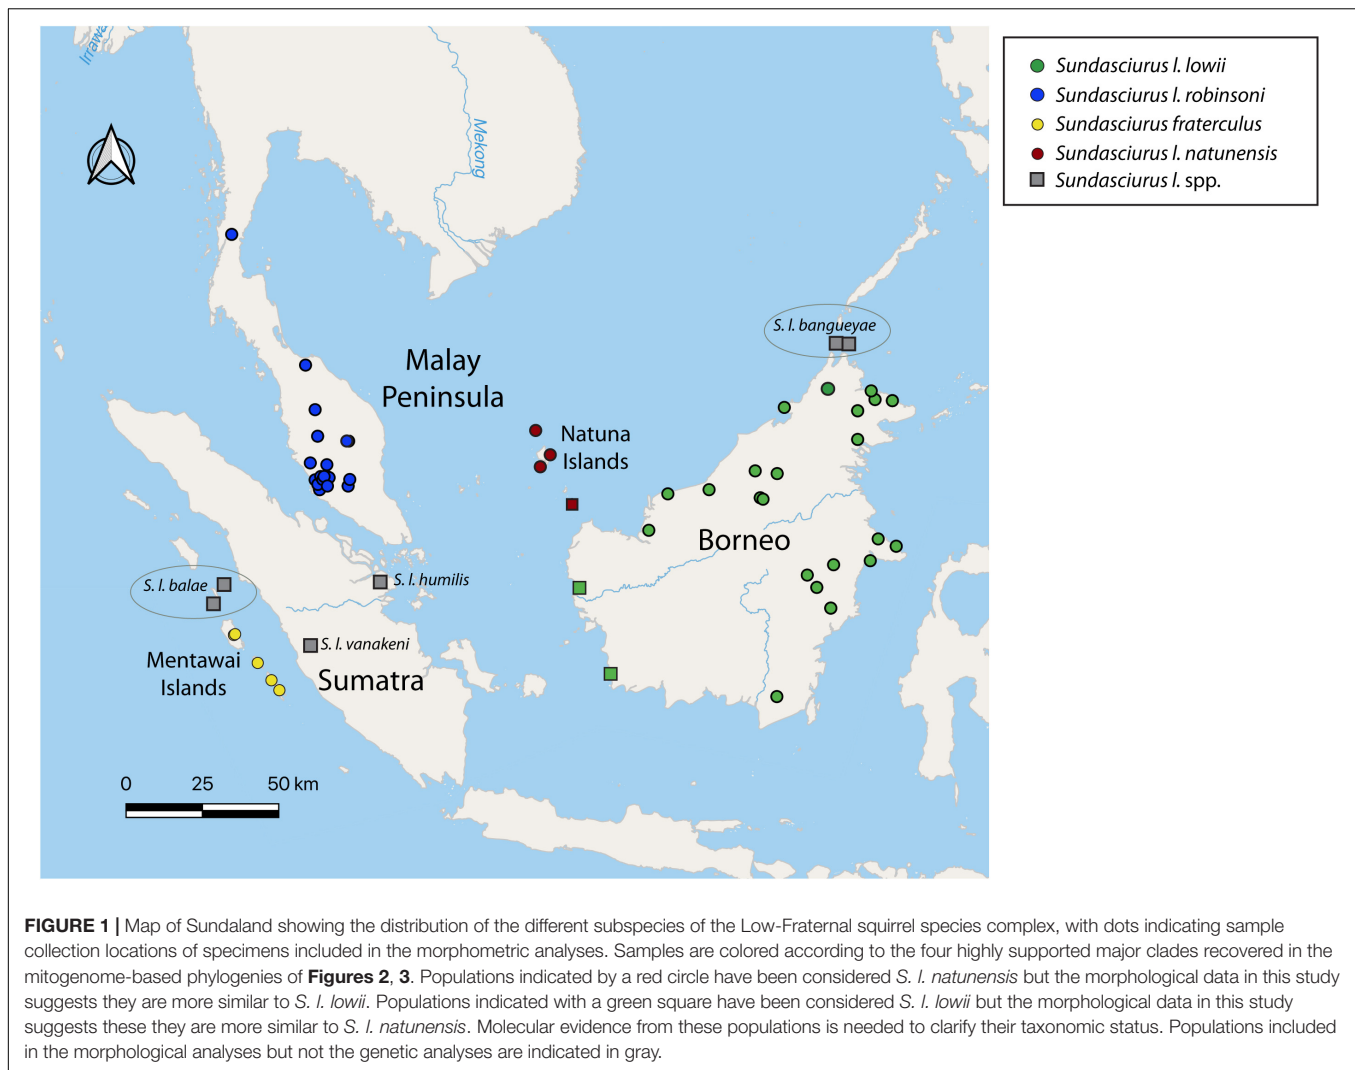 Irrawa
Mekong
Sundasciurus l. lowii
Sundasciurus l. robinsoni
Sundasciurus fraterculus
Sundasciurus l. natunensis
Sundasciurus l. spp.
S. l. bangueyae
Malay
Peninsula
Natuna
Islands
Borneo
S. l. balae
S. l. humilis
S. l. vanakeni
Mentawai
Islands
Sumatra
0 25 50 km
FIGURE 1 | Map of Sundaland showing the distribution of the different subspecies of the Low-Fraternal squirrel species complex, with dots indicating sample
collection locations of specimens included in the morphometric analyses. Samples are colored according to the four highly supported major clades recovered in the
mitogenome-based phylogenies of Figures 2, 3. Populations indicated by a red circle have been considered S. l. natunensis but the morphological data in this study
suggests they are more similar to S. l. lowii. Populations indicated with a green square have been considered S. l. lowii but the morphological data in this study
suggests these they are more similar to S. l. natunensis. Molecular evidence from these populations is needed to clarify their taxonomic status. Populations included
in the morphological analyses but not the genetic analyses are indicated in gray.